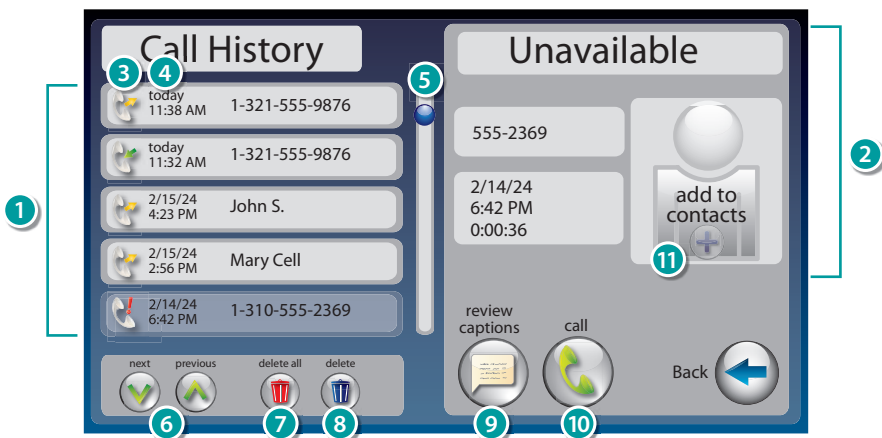 Call History
3 4
5
today
11:38 AM
1-321-555-9876
today
11:32 AM
1-321-555-9876
2/15/24
4:23 PM
John S.
2/15/24
2:56 PM
Mary Cell
2/14/24
6:42 PM
1-310-555-2369
1
next
previous
delete all
delete
6
7
8
Unavailable
555-2369
2/14/24
6:42 PM
0:00:36
add to
contacts
11
2
review
captions
call
Back
9
10